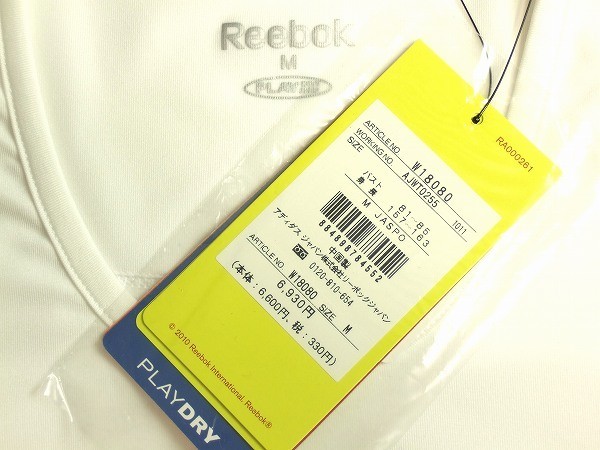 Reebok
M
PLAY DRY
RA000261
ARTICLE NO. W18080
WORKING NO. AJWT0255 1011
SIZE
バスト 81~85
身長 157~163
M JASPO
884898784552
中国製
アディダス ジャパン株式会社リーボックジャパン
0120-810-654
ARTICLE NO. W18080 SIZE M
6,930円
(本体:6,600円、税:330円)
© 2010 Reebok International. Reebok®
PLAYDRY